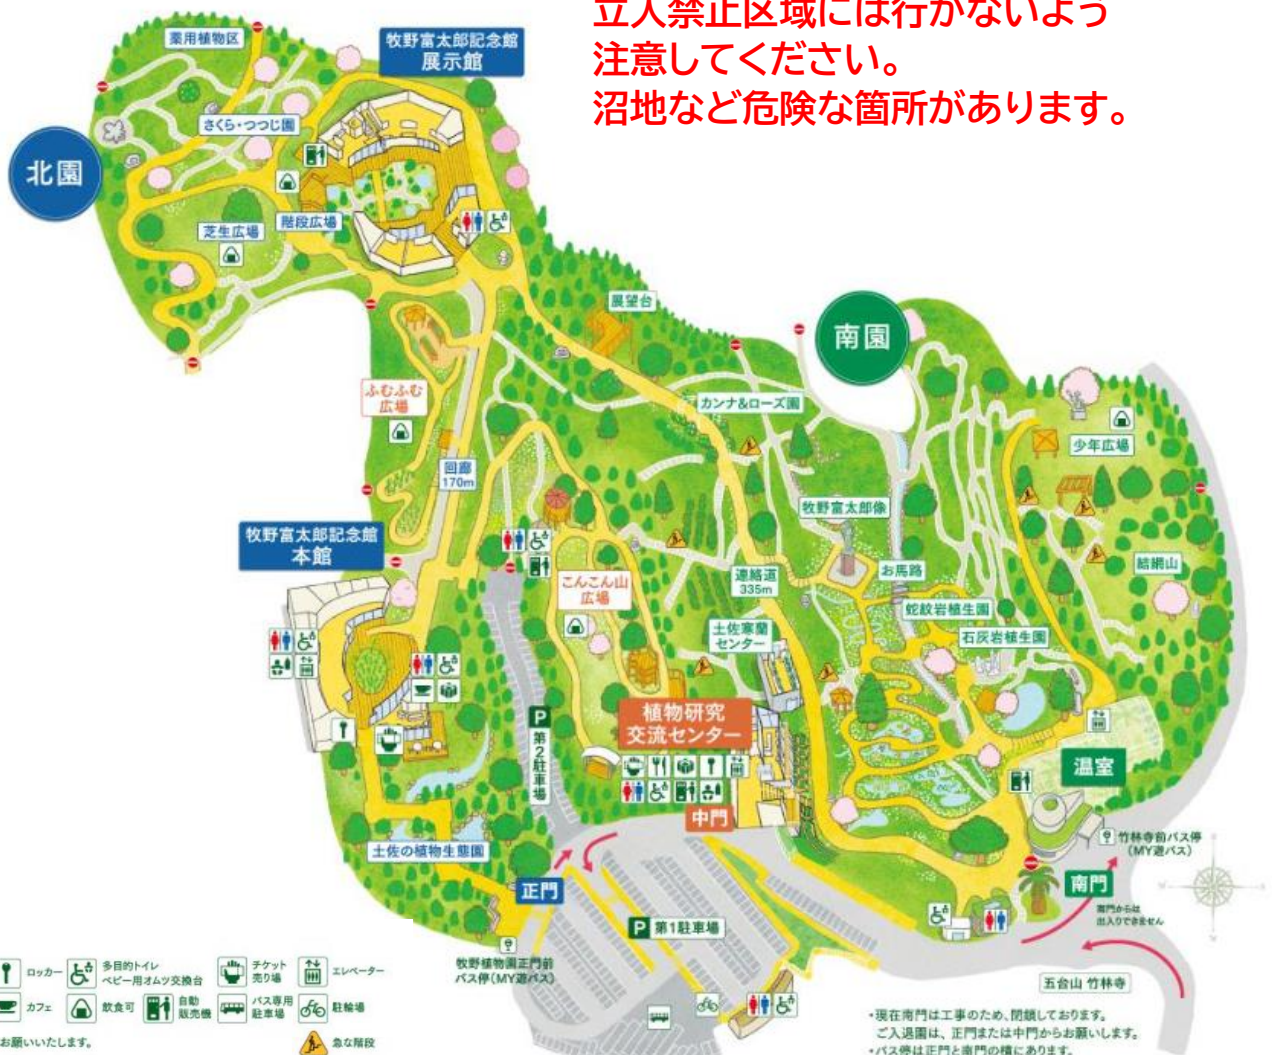 立入禁止区域には行かないよう
注意してください。
沼地など危険な箇所があります。
薬用植物区
牧野富太郎記念館
展示館
さくら・つつじ園
北園
芝生広場
階段広場
展望台
南園
ふむふむ
広場
カンナ&ローズ園
少年広場
回廊
170m
牧野富太郎像
牧野富太郎記念館
本館
こんこん山
広場
連絡道
335m
お馬路
結網山
蛇紋岩植生園
土佐寒蘭
センター
石灰岩植生園
植物研究
交流センター
P
第2駐車場
温室
中門
竹林寺前バス停
(MY遊バス)
土佐の植物生態園
正門
南門
南門からは
出入りできません
P 第1駐車場
牧野植物園正門前
バス停(MY遊バス)
五台山 竹林寺
ロッカー
多目的トイレ
ベビー用オムツ交換台
チケット
売り場
エレベーター
カフェ
飲食可
自動
販売機
バス専用
駐車場
駐輪場
お願いいたします。
急な階段
・現在南門は工事のため、閉鎖しております。
ご入退園は、正門または中門からお願いします。
・バス停は正門と南門の横にあります。